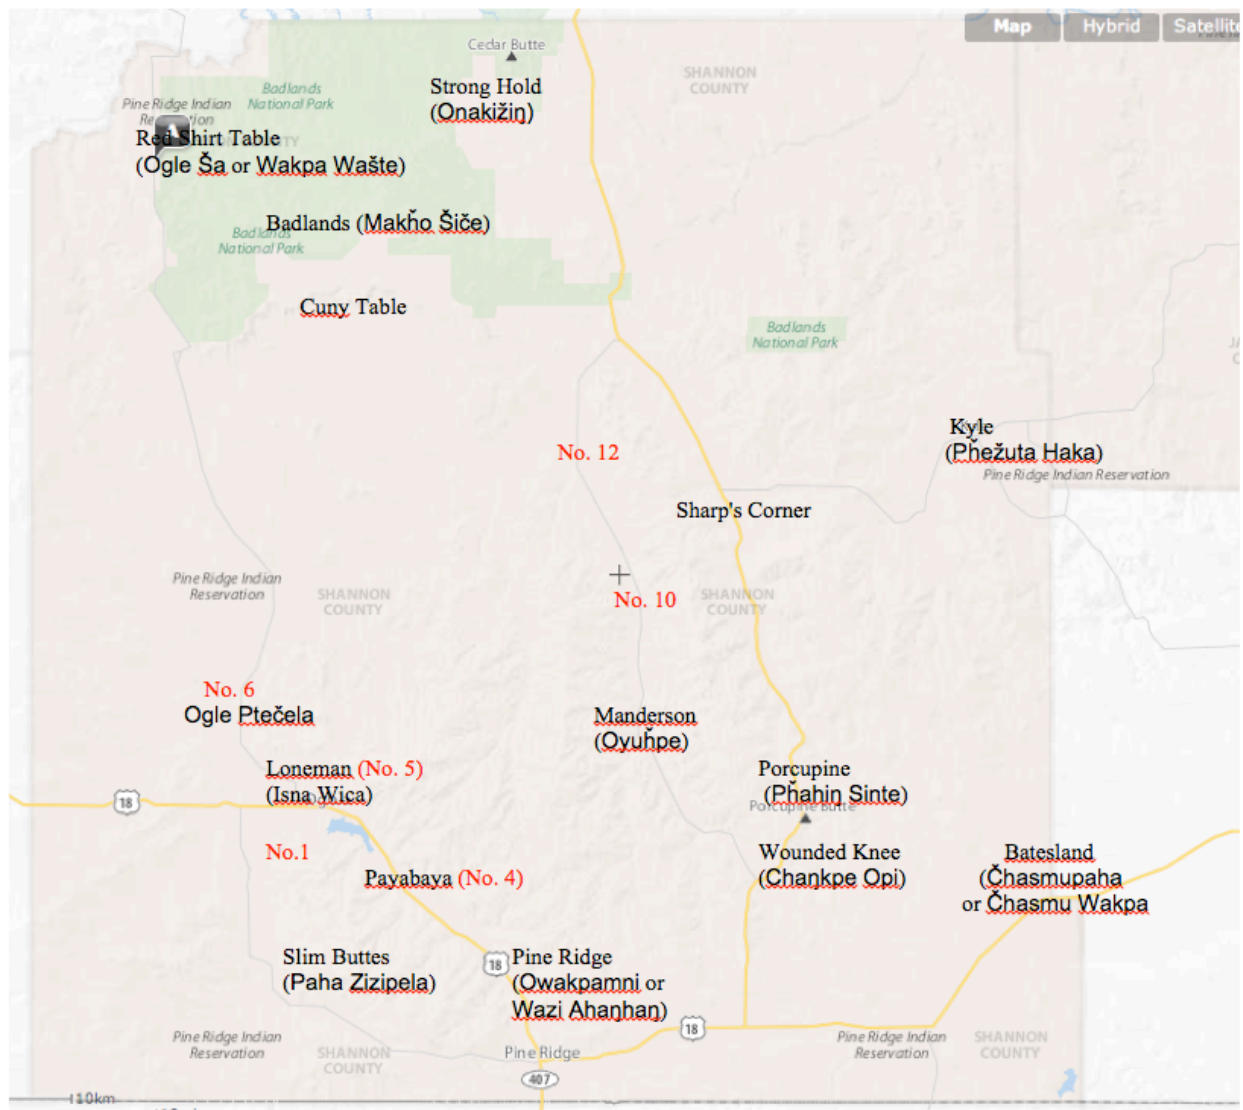 Map
Hybrid
Satellite
Cedar Butte
SHANNON
COUNTY
Strong Hold
(Onakižiŋ)
Badlands
National Park
Pine Ridge Indian
Reservation
Red Shirt Table
(Ogle Ša or Wakpa Wašte)
Badlands (Makȟo Šiče)
Badlands
National Park
Cuny Table
Badlands
National Park
Kyle
(Pȟežuta Haka)
Pine Ridge Indian Reservation
No. 12
Sharp's Corner
Pine Ridge Indian
Reservation
SHANNON
COUNTY
No. 10
SHANNON
COUNTY
No. 6
Ogle Ptečela
Manderson
(Oyuȟpe)
Loneman (No. 5)
(Isna Wica)
18
Porcupine
(Pȟahiŋ Sinte)
Porcupine Butte
No.1
Payabaya (No. 4)
Wounded Knee
(Chaŋkpe Opi)
Batesland
(Čhasmupaha
or Čhasmu Wakpa
Slim Buttes
(Paha Zizipela)
18
Pine Ridge
(Owakpamni or
Wazi Ahaŋhaŋ)
18
Pine Ridge Indian
Reservation
SHANNON
COUNTY
Pine Ridge
407
Pine Ridge Indian
Reservation
SHANNON
COUNTY
10km